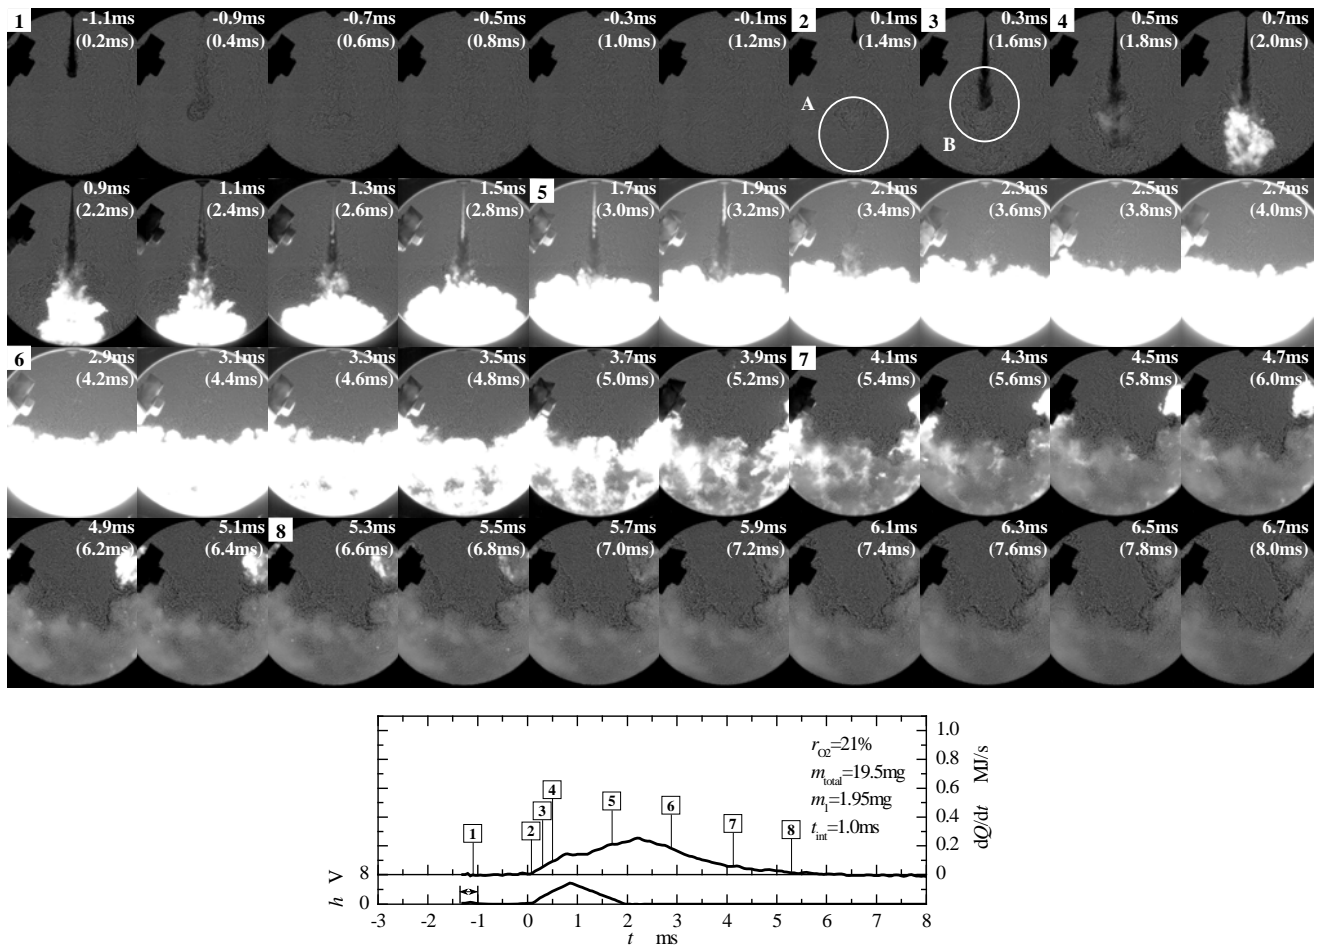 1 -1.1ms -0.9ms -0.7ms -0.5ms -0.3ms -0.1ms 2 0.1ms 3 0.3ms 4 0.5ms 0.7ms
(0.2ms) (0.4ms) (0.6ms) (0.8ms) (1.0ms) (1.2ms) (1.4ms) (1.6ms) (1.8ms) (2.0ms)
A
B
0.9ms 1.1ms 1.3ms 1.5ms 5 1.7ms 1.9ms 2.1ms 2.3ms 2.5ms 2.7ms
(2.2ms) (2.4ms) (2.6ms) (2.8ms) (3.0ms) (3.2ms) (3.4ms) (3.6ms) (3.8ms) (4.0ms)
6 2.9ms 3.1ms 3.3ms 3.5ms 3.7ms 3.9ms 7 4.1ms 4.3ms 4.5ms 4.7ms
(4.2ms) (4.4ms) (4.6ms) (4.8ms) (5.0ms) (5.2ms) (5.4ms) (5.6ms) (5.8ms) (6.0ms)
4.9ms 5.1ms 8 5.3ms 5.5ms 5.7ms 5.9ms 6.1ms 6.3ms 6.5ms 6.7ms
(6.2ms) (6.4ms) (6.6ms) (6.8ms) (7.0ms) (7.2ms) (7.4ms) (7.6ms) (7.8ms) (8.0ms)
1.0
0.8
0.6
0.4
0.2
0
dQ/dt MJ/s
rO2=21%
mtotal=19.5mg
m1=1.95mg
tint=1.0ms
1 2 3 4 5 6 7 8
8
0
h V
-3 -2 -1 0 1 2 3 4 5 6 7 8
t ms